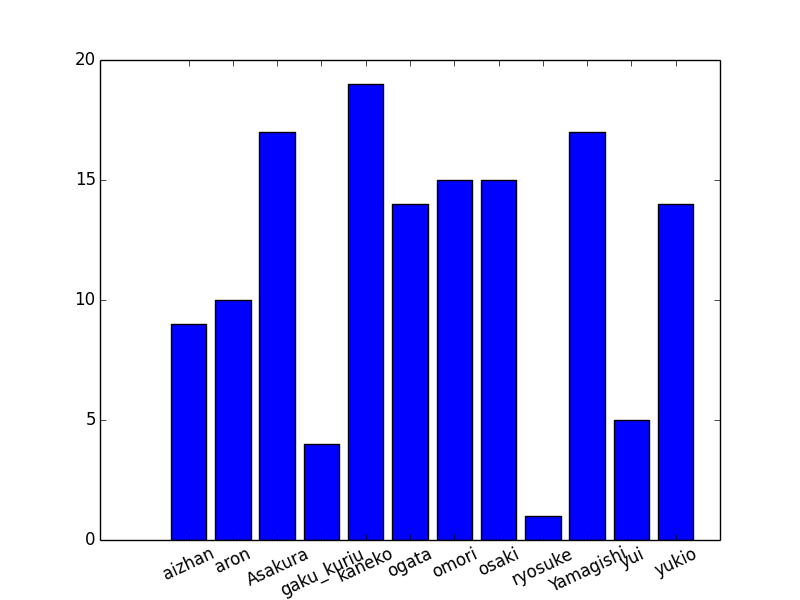 20
15
10
5
0
aizhan
aron
Asakura
gaku_kuriu
kaneko
ogata
omori
osaki
ryosuke
Yamagishi
yui
yukio